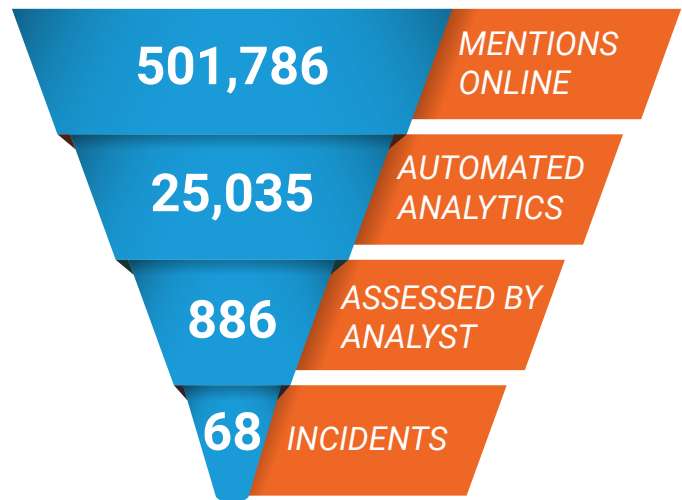 501,786
MENTIONS
ONLINE
25,035
AUTOMATED
ANALYTICS
886
ASSESSED BY
ANALYST
68
INCIDENTS